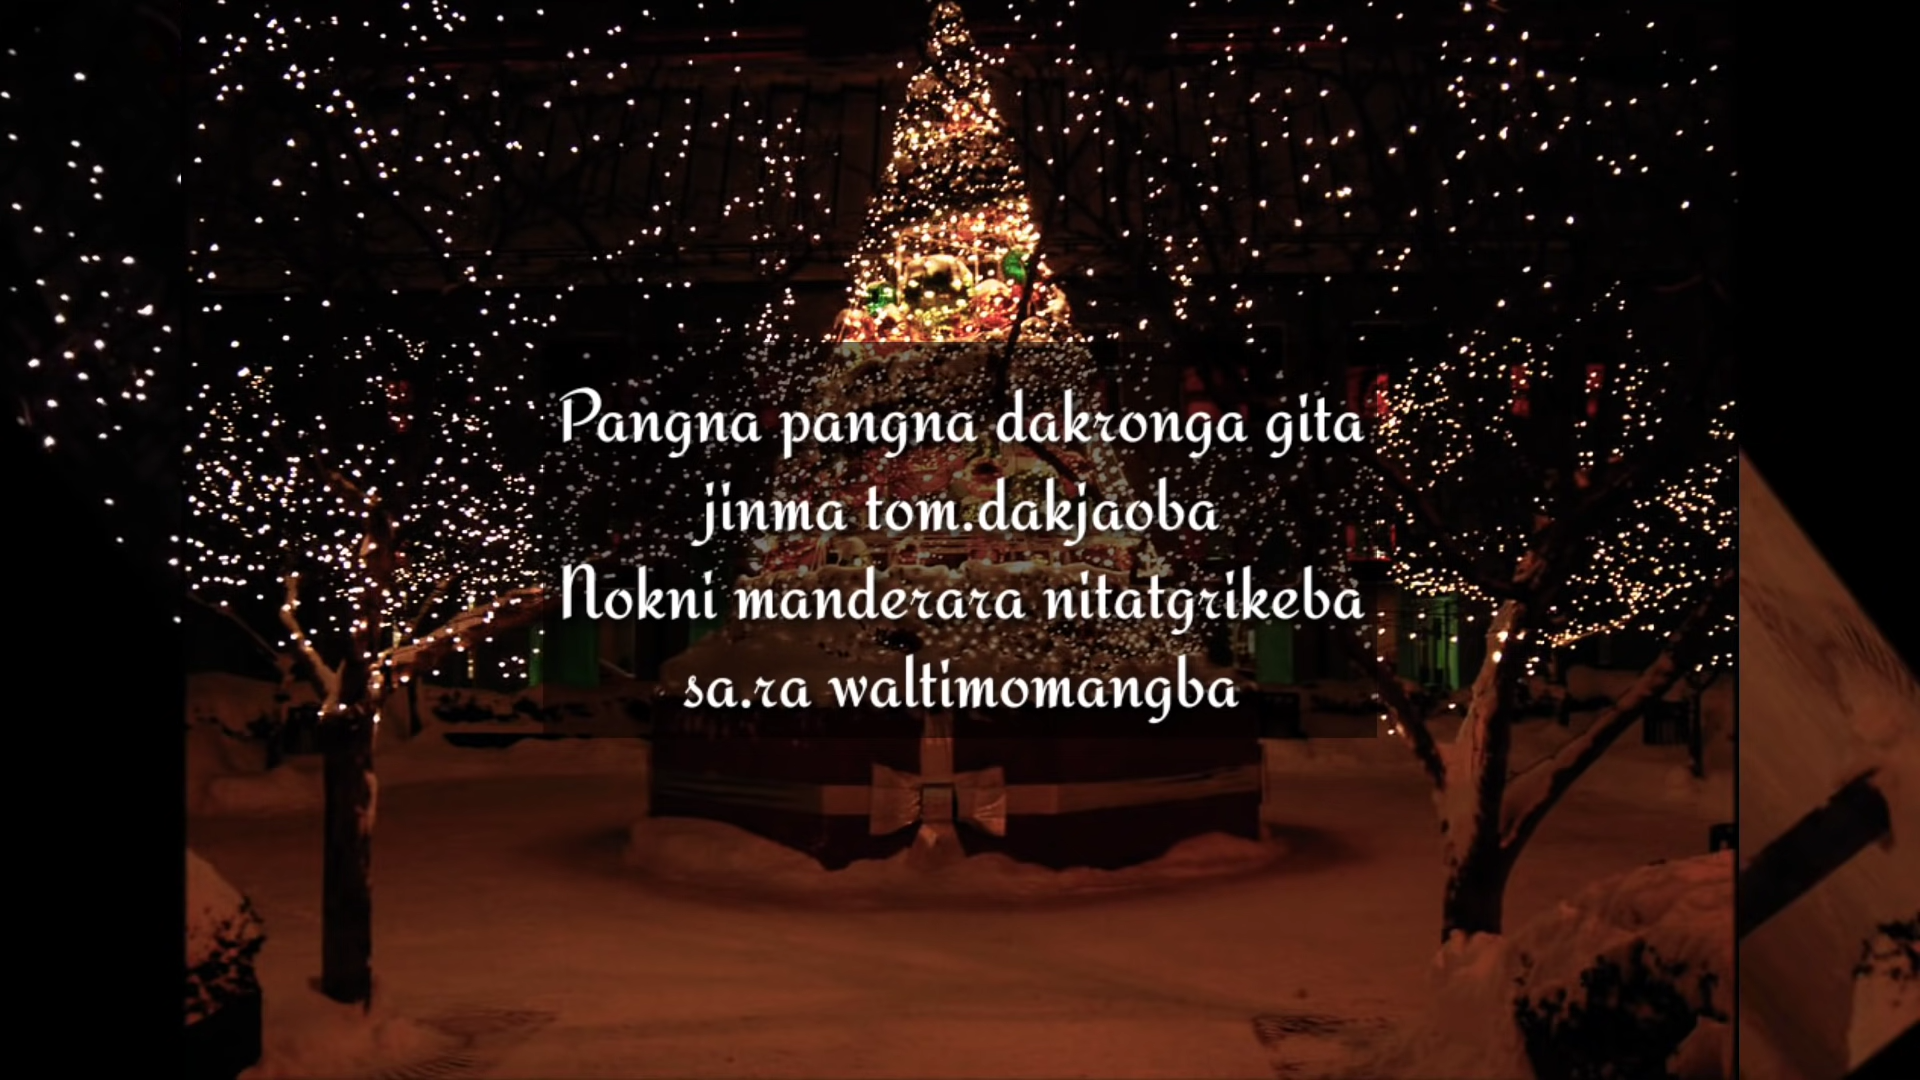 Pangna pangna dakronga gita
jinma tom.dakjaoba
Nokni manderara nitatgrikeba
sa.ra waltimomangba